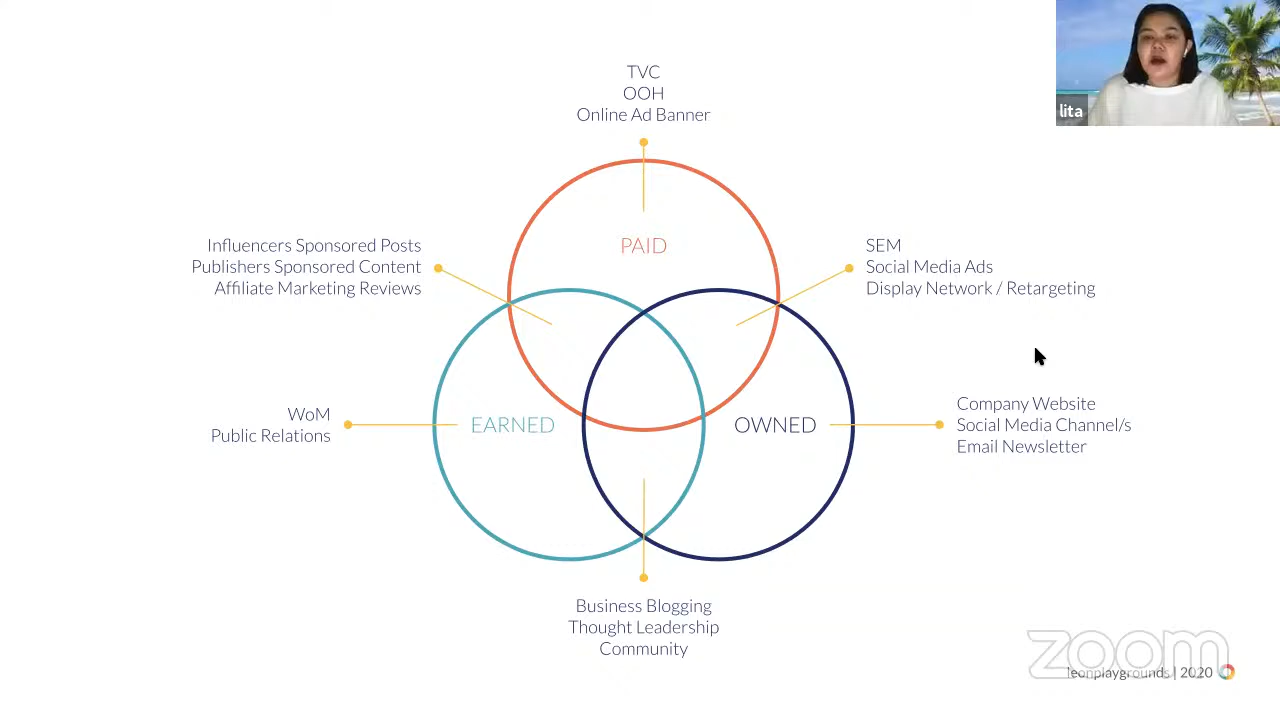 lita
TVC
OOH
Online Ad Banner
PAID
Influencers Sponsored Posts
Publishers Sponsored Content
Affiliate Marketing Reviews
SEM
Social Media Ads
Display Network / Retargeting
WoM
Public Relations
EARNED
OWNED
Company Website
Social Media Channel/s
Email Newsletter
Business Blogging
Thought Leadership
Community
zoom
leonplaygrounds | 2020